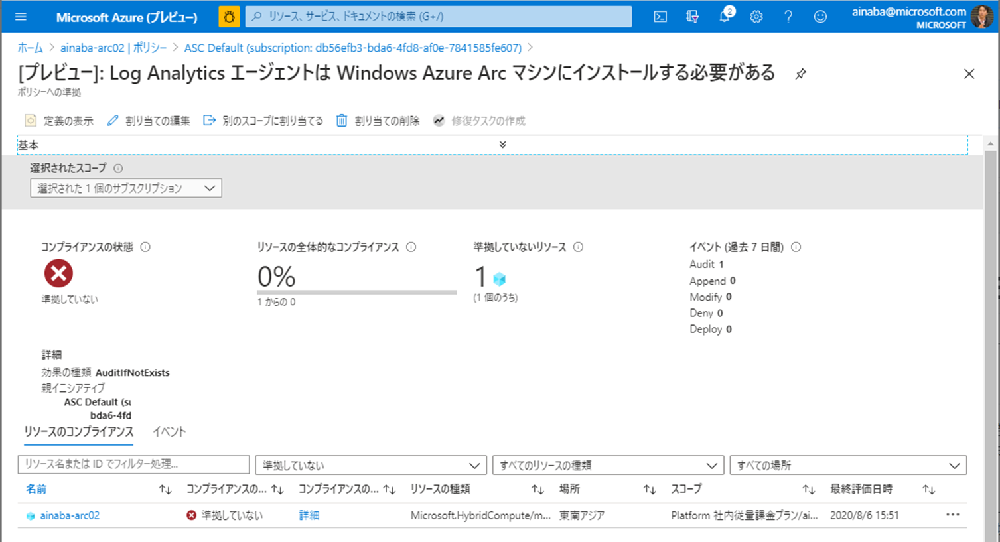 Microsoft Azure (プレビュー)
リソース、サービス、ドキュメントの検索 (G+/)
2
ainaba@microsoft.com
MICROSOFT
ホーム > ainaba-arc02 | ポリシー > ASC Default (subscription: db56efb3-bda6-4fd8-af0e-7841585fe607) >
[プレビュー]: Log Analytics エージェントは Windows Azure Arc マシンにインストールする必要がある
ポリシーへの準拠
定義の表示 割り当ての編集 別のスコープに割り当てる 割り当ての削除 修復タスクの作成
基本
選択されたスコープ
選択された 1 個のサブスクリプション
コンプライアンスの状態
準拠していない
リソースの全体的なコンプライアンス
0%
1 からの 0
準拠していないリソース
1
(1 個のうち)
イベント (過去 7 日間)
Audit 1
Append 0
Modify 0
Deny 0
Deploy 0
詳細
効果の種類 AuditIfNotExists
親イニシアティブ
ASC Default (su
bda6-4fd
リソースのコンプライアンス イベント
リソース名または ID でフィルター処理... 準拠していない すべてのリソースの種類 すべての場所
名前 コンプライアンスの... コンプライアンスの... リソースの種類 場所 スコープ 最終評価日時
ainaba-arc02 準拠していない 詳細 Microsoft.HybridCompute/m... 東南アジア Platform 社内従量課金プラン/ai... 2020/8/6 15:51